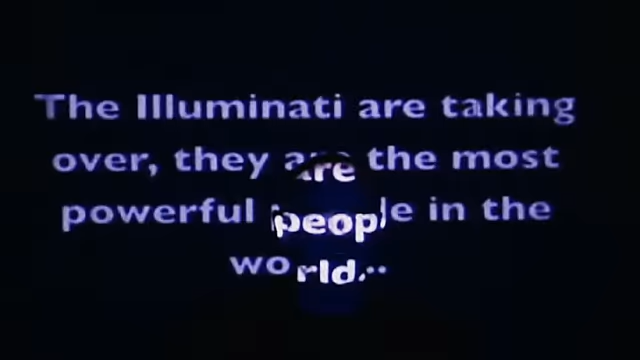 The Illuminati are taking
over, they are the most
powerful people in the
world...